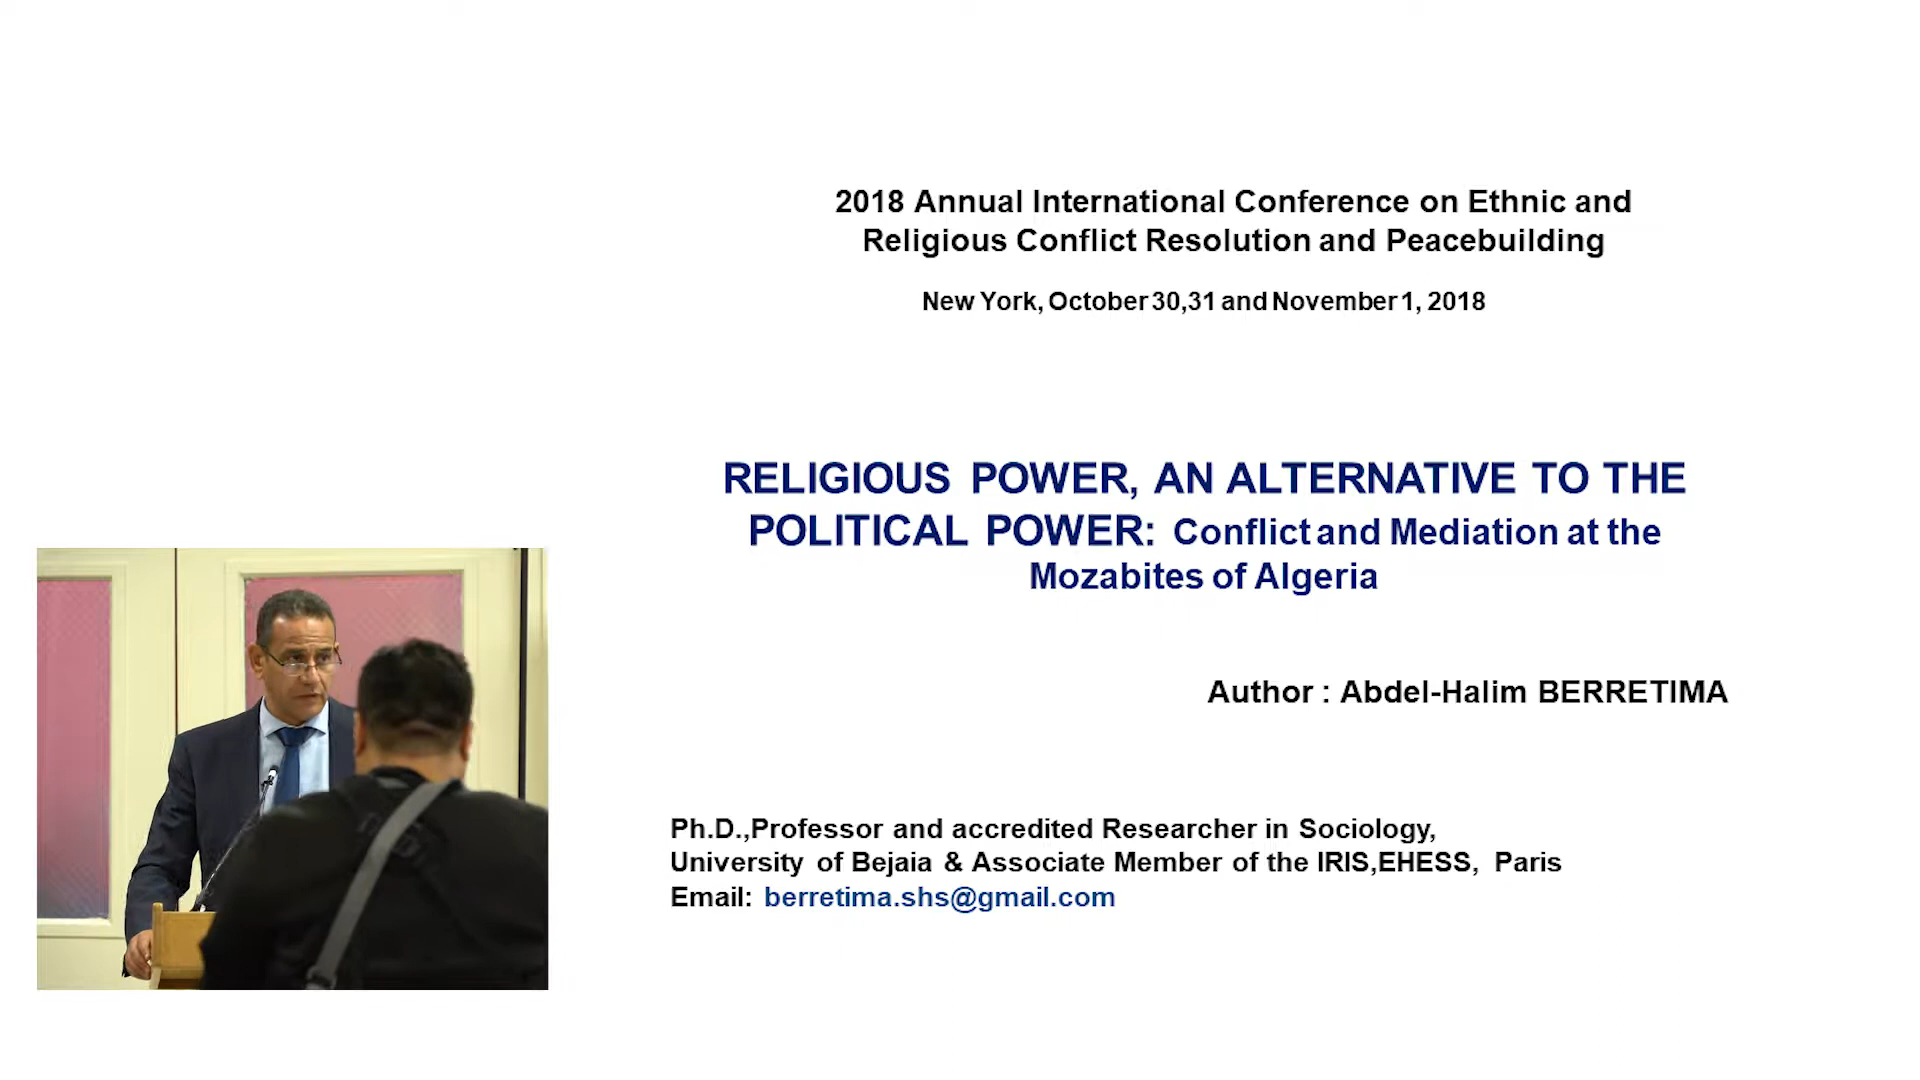 2018 Annual International Conference on Ethnic and
Religious Conflict Resolution and Peacebuilding
New York, October 30,31 and November 1, 2018
RELIGIOUS POWER, AN ALTERNATIVE TO THE
POLITICAL POWER: Conflict and Mediation at the
Mozabites of Algeria
Author : Abdel-Halim BERRETIMA
Ph.D.,Professor and accredited Researcher in Sociology,
University of Bejaia & Associate Member of the IRIS,EHESS, Paris
Email: berretima.shs@gmail.com